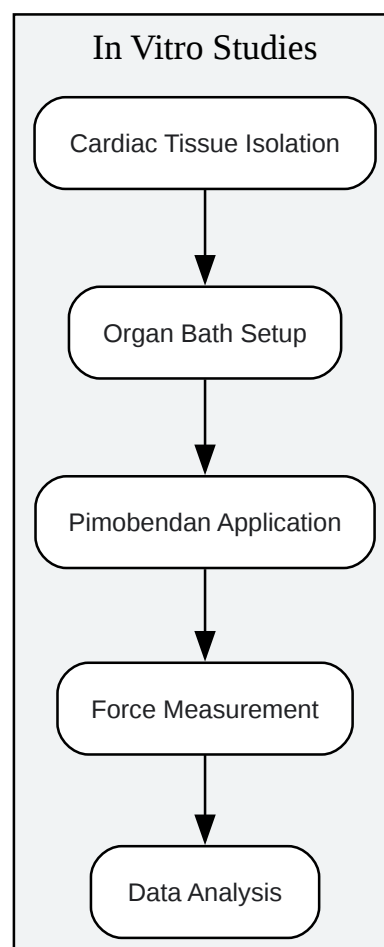 In Vitro Studies
Cardiac Tissue Isolation
Organ Bath Setup
Pimobendan Application
Force Measurement
Data Analysis